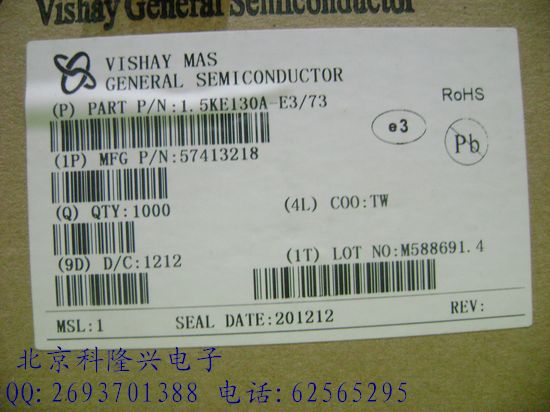 Vishay General Semiconductor
VISHAY MAS
GENERAL SEMICONDUCTOR
(P) PART P/N:1.5KE130A-E3/73
RoHS
e3
Pb
(1P) MFG P/N:57413218
(Q) QTY:1000
(4L) COO:TW
(9D) D/C:1212
(1T) LOT NO:M588691.4
MSL:1
SEAL DATE:201212
REV:
北京科隆兴电子
QQ:2693701388 电话:62565295